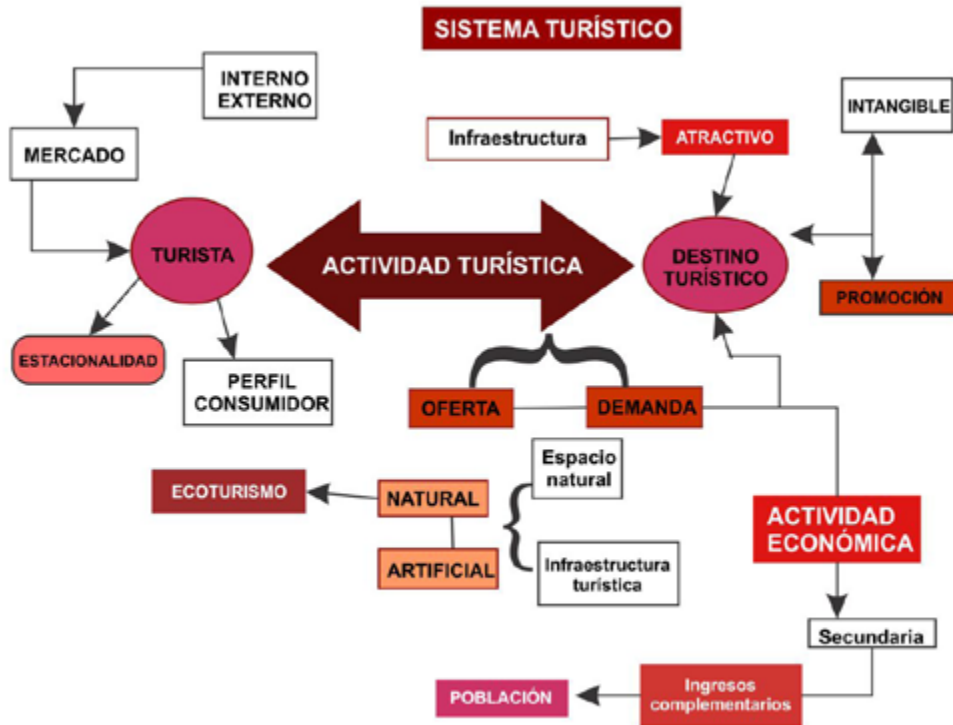 SISTEMA TURÍSTICO
INTERNO
EXTERNO
MERCADO
Infraestructura
ATRACTIVO
INTANGIBLE
TURISTA
ACTIVIDAD TURÍSTICA
DESTINO
TURÍSTICO
PROMOCIÓN
ESTACIONALIDAD
PERFIL
CONSUMIDOR
OFERTA
DEMANDA
Espacio
natural
ECOTURISMO
NATURAL
ARTIFICIAL
Infraestructura
turística
ACTIVIDAD
ECONÓMICA
Secundaria
Ingresos
complementarios
POBLACIÓN